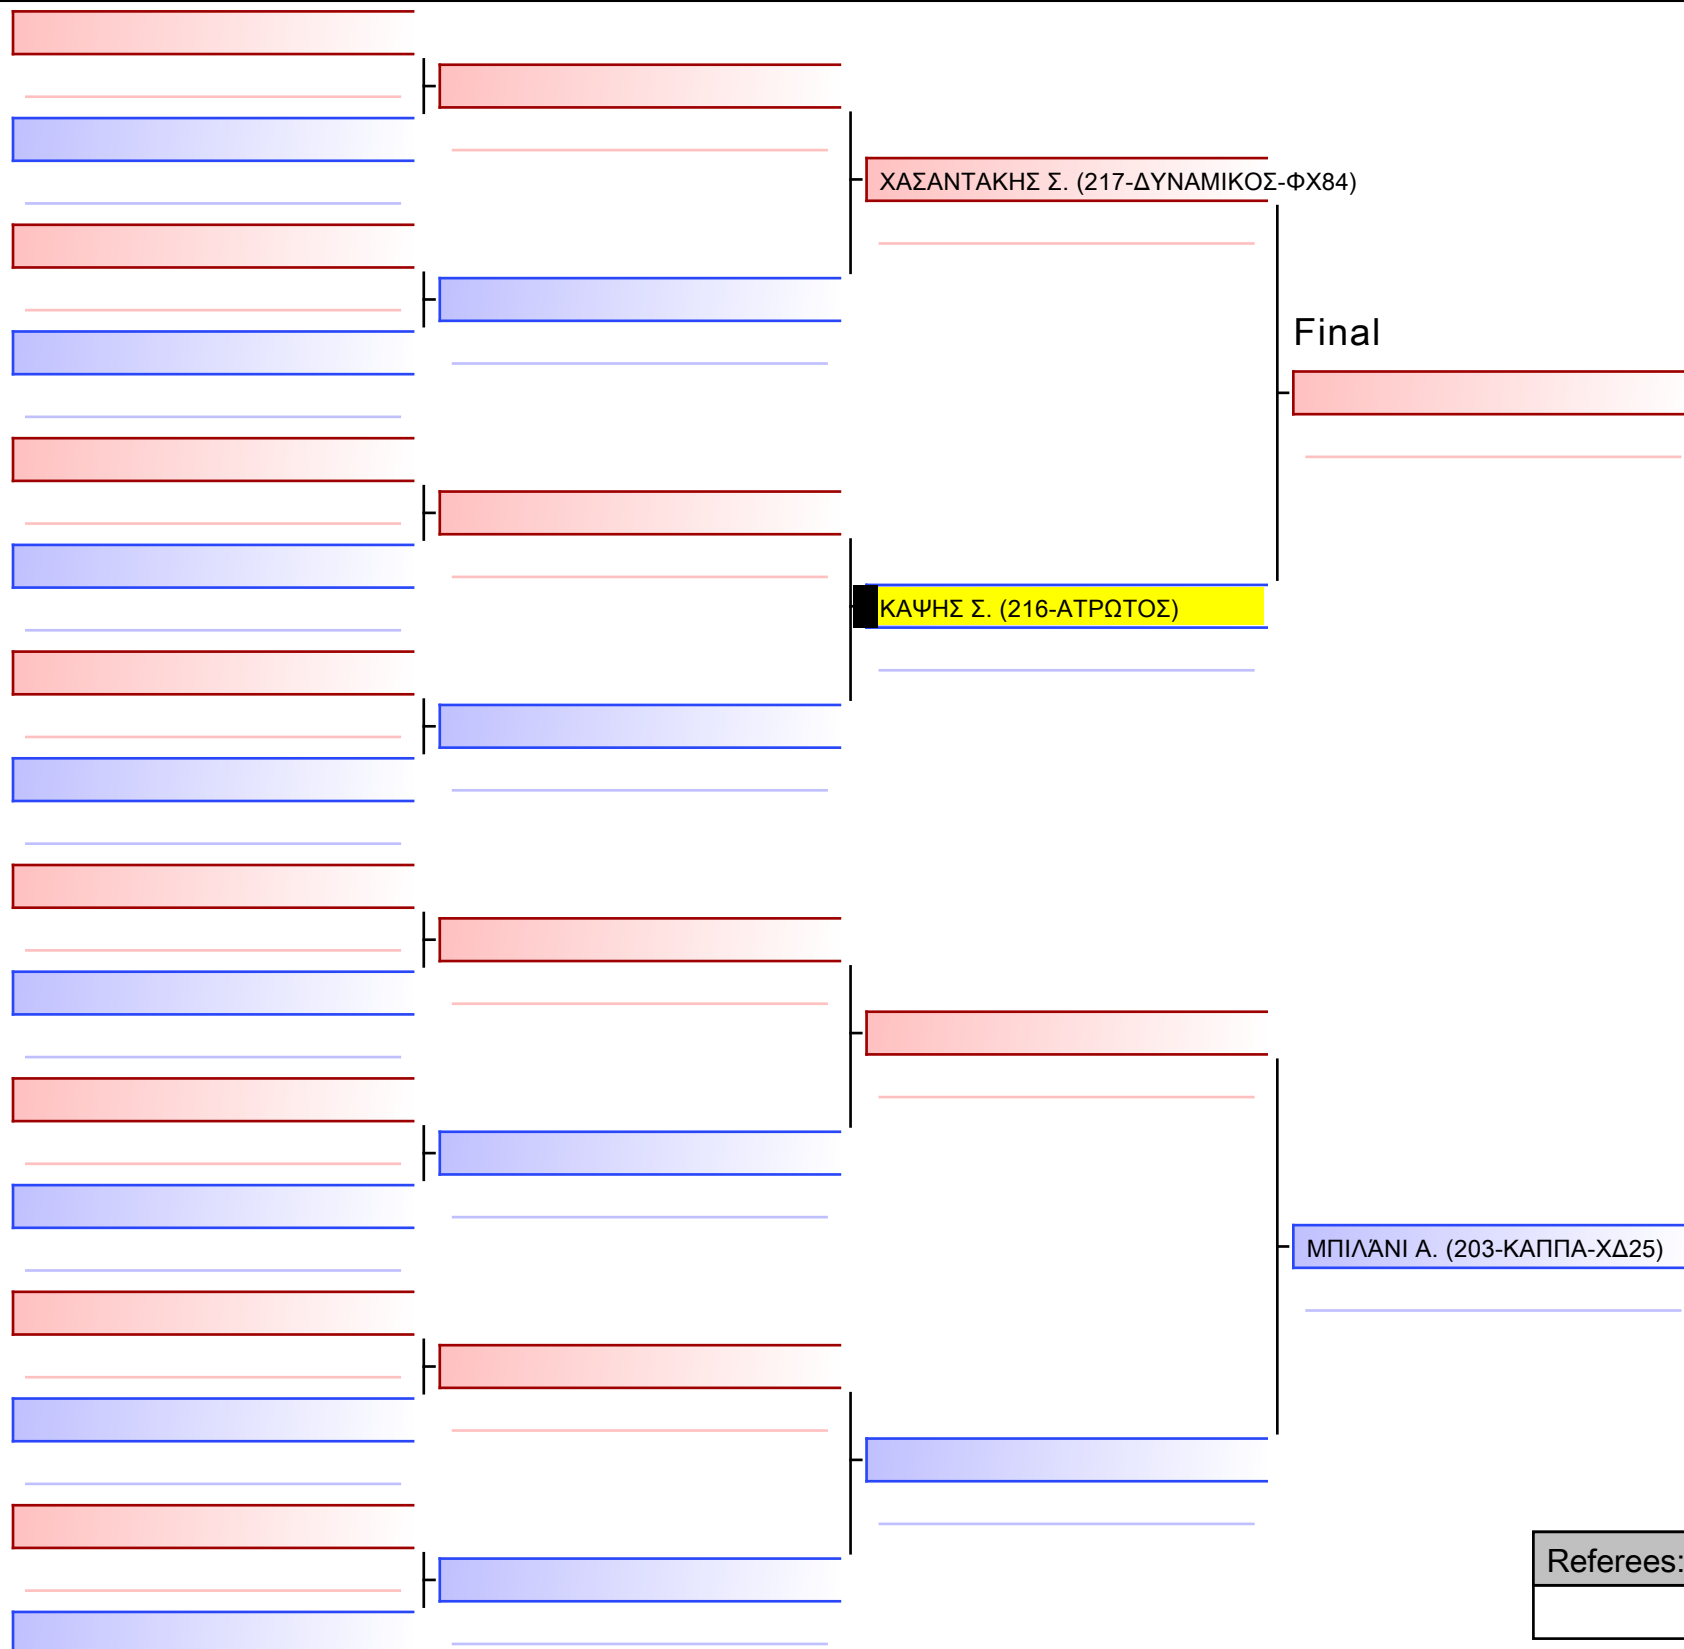 ΧΑΣΑΝΤΑΚΗΣ Σ. (217-ΔΥΝΑΜΙΚΟΣ-ΦΧ84)
Final
ΚΑΨΗΣ Σ. (216-ΑΤΡΩΤΟΣ)
ΜΠΙΛΆΝΙ Α. (203-ΚΑΠΠΑ-ΧΔ25)
Referees: